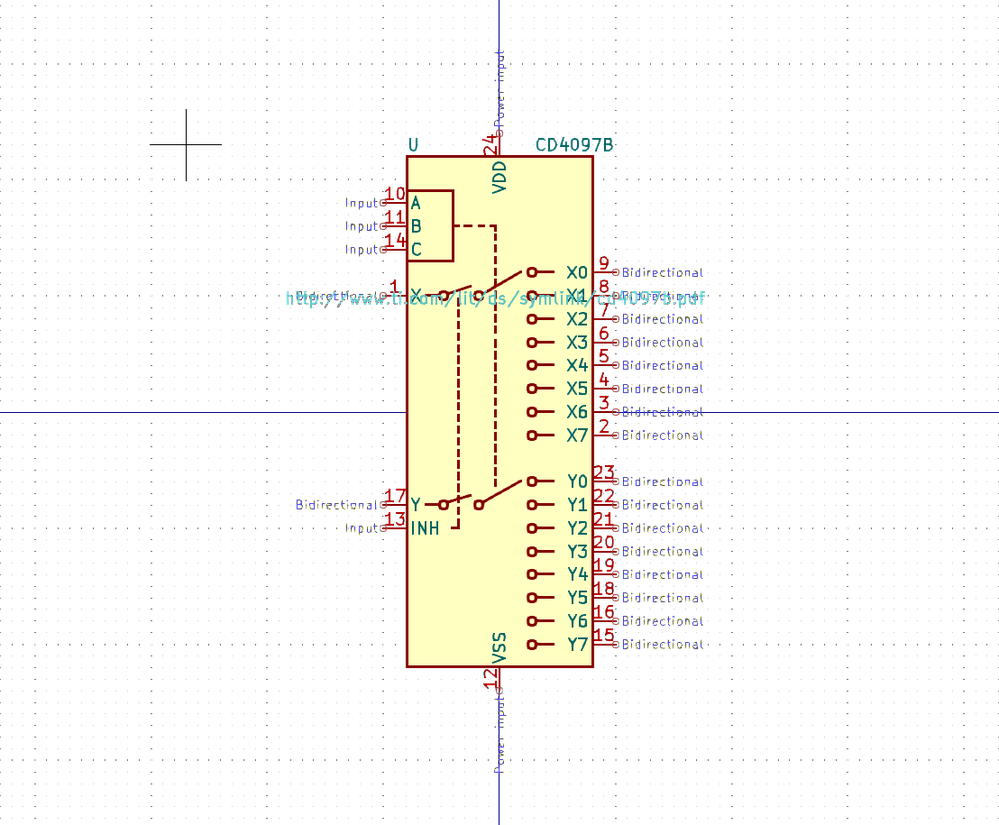 Power input
24
U CD4097B
VDD
Input 10 A
Input 11 B
Input 14 C
X0 9 Bidirectional
Bidirectional 1 X X1 8 Bidirectional
http://www.ti.com/lit/ds/symlink/cd4097b.pdf
X2 7 Bidirectional
X3 6 Bidirectional
X4 5 Bidirectional
X5 4 Bidirectional
X6 3 Bidirectional
X7 2 Bidirectional
Y0 23 Bidirectional
Bidirectional 17 Y Y1 22 Bidirectional
Input 13 INH Y2 21 Bidirectional
Y3 20 Bidirectional
Y4 19 Bidirectional
Y5 18 Bidirectional
Y6 16 Bidirectional
Y7 15 Bidirectional
VSS
12
Power input